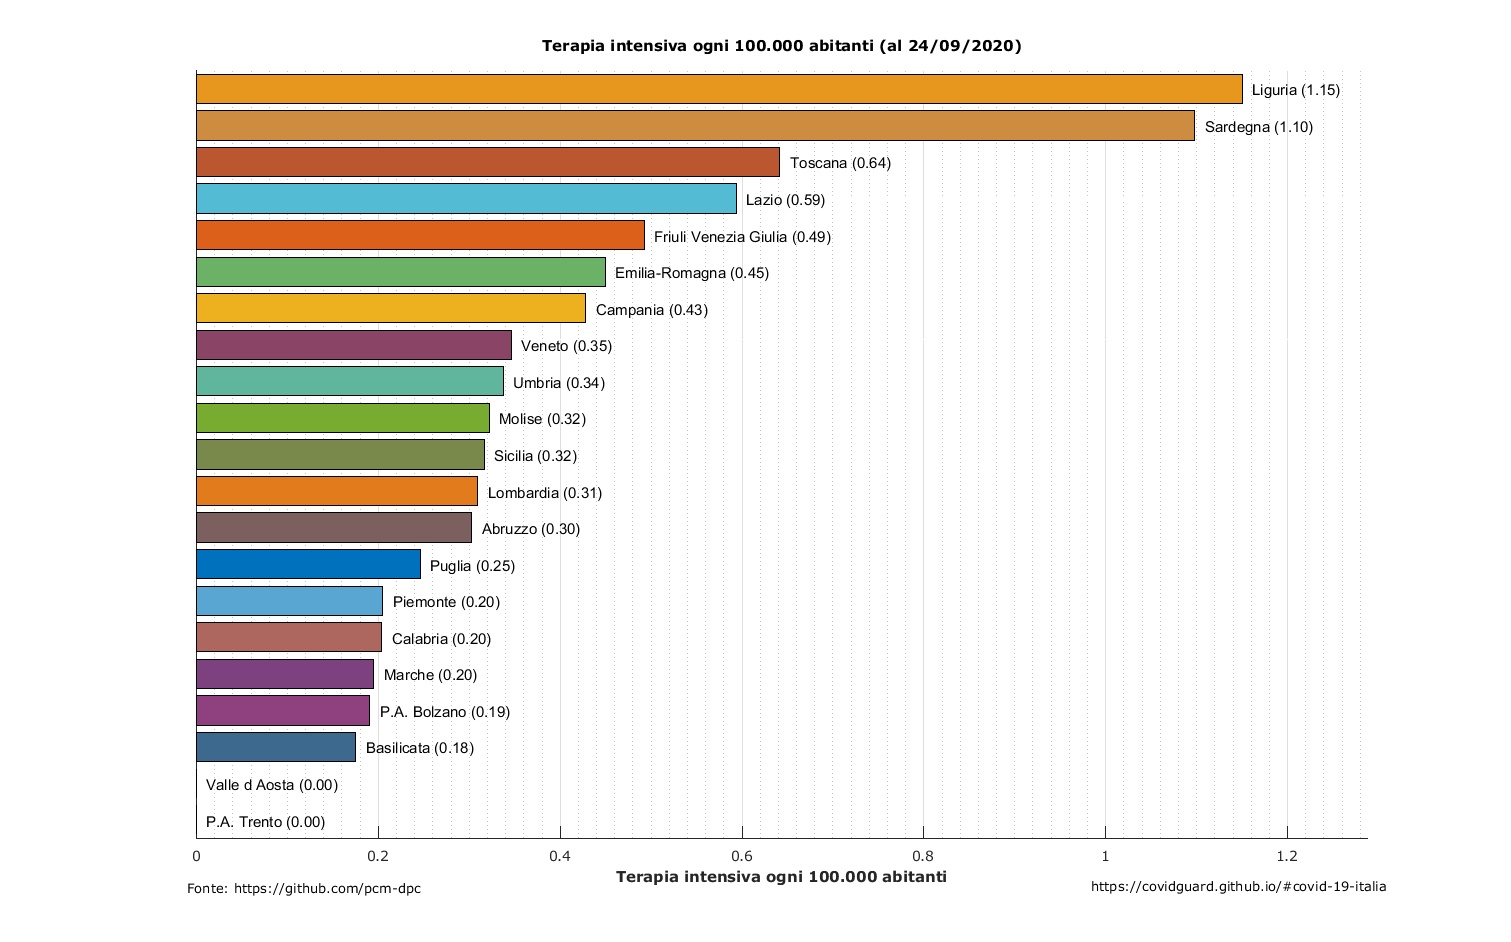 Terapia intensiva ogni 100.000 abitanti (al 24/09/2020)
Liguria (1.15)
Sardegna (1.10)
Toscana (0.64)
Lazio (0.59)
Friuli Venezia Giulia (0.49)
Emilia-Romagna (0.45)
Campania (0.43)
Veneto (0.35)
Umbria (0.34)
Molise (0.32)
Sicilia (0.32)
Lombardia (0.31)
Abruzzo (0.30)
Puglia (0.25)
Piemonte (0.20)
Calabria (0.20)
Marche (0.20)
P.A. Bolzano (0.19)
Basilicata (0.18)
Valle d Aosta (0.00)
P.A. Trento (0.00)
0 0.2 0.4 0.6 0.8 1 1.2
Terapia intensiva ogni 100.000 abitanti
Fonte: https://github.com/pcm-dpc
https://covidguard.github.io/#covid-19-italia